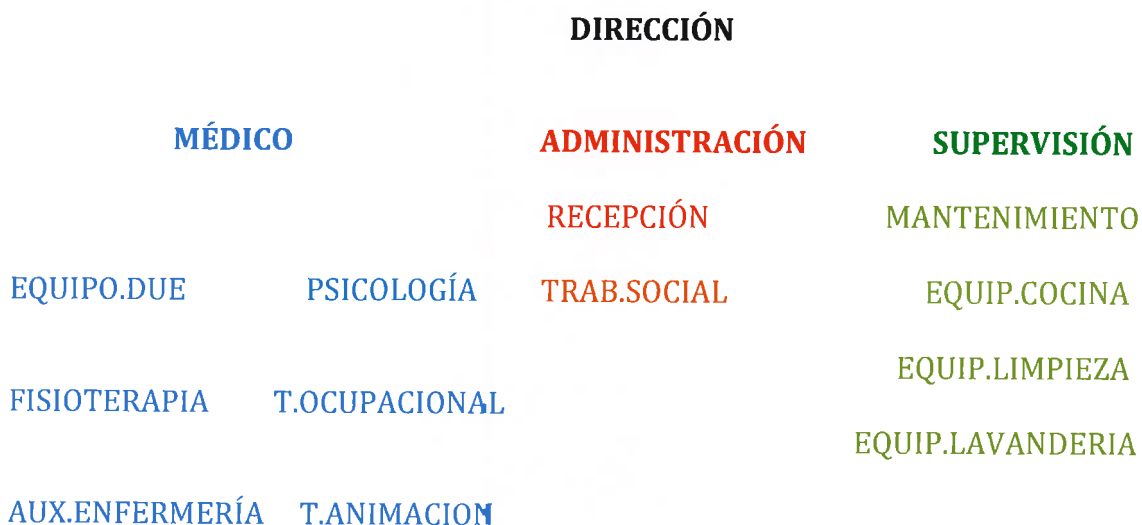 DIRECCIÓN
MÉDICO ADMINISTRACIÓN SUPERVISIÓN
RECEPCIÓN MANTENIMIENTO
EQUIPO.DUE PSICOLOGÍA TRAB.SOCIAL EQUIP.COCINA
EQUIP.LIMPIEZA
FISIOTERAPIA T.OCUPACIONAL
EQUIP.LAVANDERIA
AUX.ENFERMERÍA T.ANIMACION